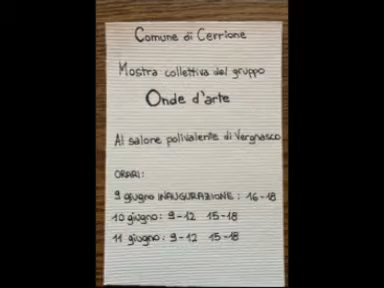 Comune di Cerrione
Mostra collettiva del gruppo
Onde d'arte
Al salone polivalente di Vergnasco
ORARI:
9 giugno INAUGURAZIONE: 16-18
10 giugno: 9-12 15-18
11 giugno: 9-12 15-18